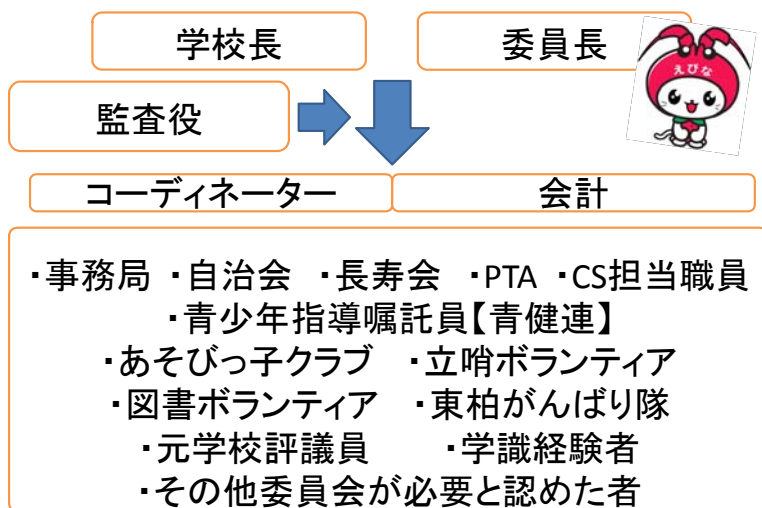 学校長
委員長
えびな
監査役
コーディネーター
会計
・事務局 ・自治会 ・長寿会 ・PTA ・CS担当職員
・青少年指導嘱託員【青健連】
・あそびっ子クラブ ・立哨ボランティア
・図書ボランティア ・東柏がんばり隊
・元学校評議員 ・学識経験者
・その他委員会が必要と認めた者